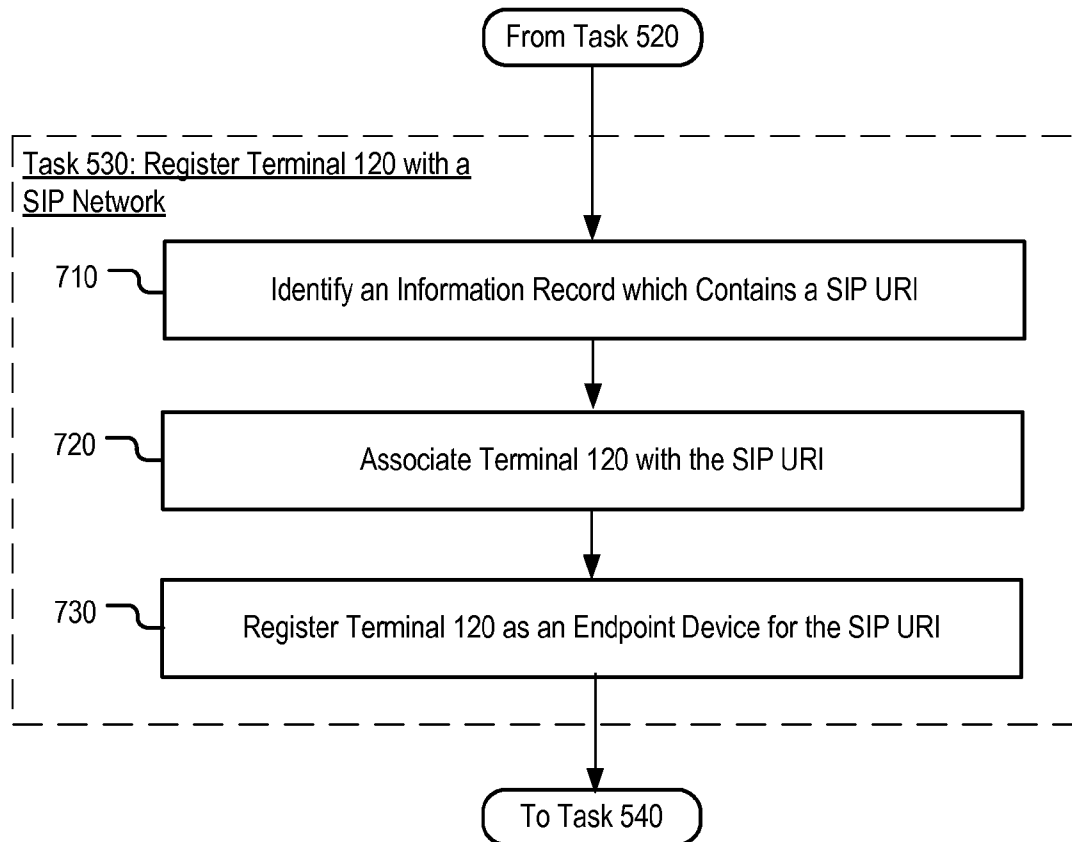 From Task 520
Task 530: Register Terminal 120 with a
SIP Network
710
Identify an Information Record which Contains a SIP URI
720
Associate Terminal 120 with the SIP URI
730
Register Terminal 120 as an Endpoint Device for the SIP URI
To Task 540